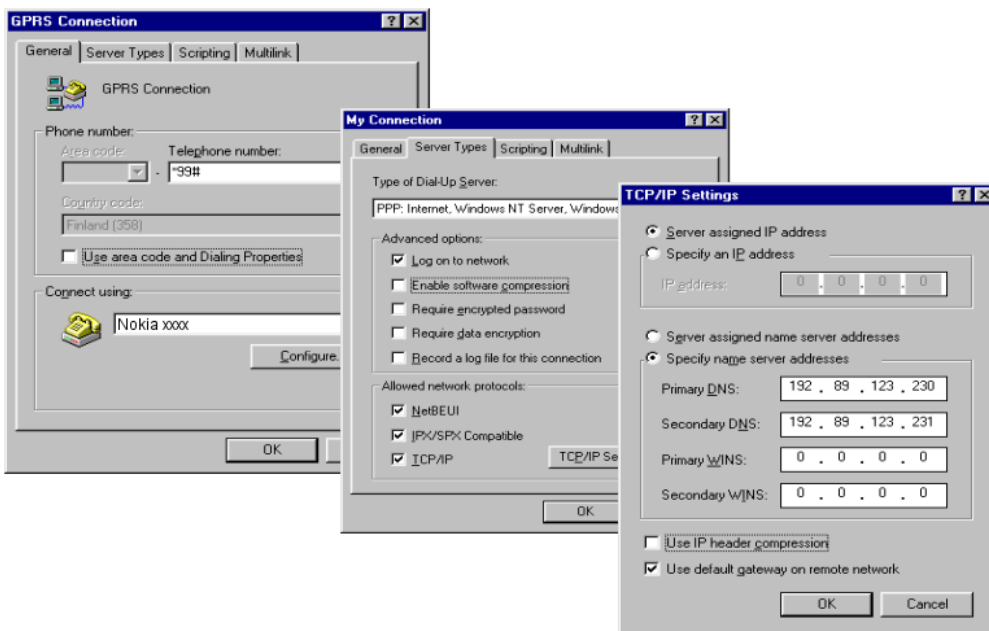 GPRS Connection
General Server Types Scripting Multilink
GPRS Connection
Phone number:
Area code: Telephone number:
- *99#
Country code:
Finland (358)
Use area code and Dialing Properties
Connect using:
Nokia xxxx
Configure.
OK
My Connection
General Server Types Scripting Multilink
Type of Dial-Up Server:
PPP: Internet, Windows NT Server, Windows
Advanced options:
Log on to network
Enable software compression
Require encrypted password
Require data encryption
Record a log file for this connection
Allowed network protocols:
NetBEUI
IPX/SPX Compatible
TCP/IP TCP/IP Se
OK
TCP/IP Settings
Server assigned IP address
Specify an IP address
IP address: 0 . 0 . 0 . 0
Server assigned name server addresses
Specify name server addresses
Primary DNS: 192 . 89 . 123 . 230
Secondary DNS: 192 . 89 . 123 . 231
Primary WINS: 0 . 0 . 0 . 0
Secondary WINS: 0 . 0 . 0 . 0
Use IP header compression
Use default gateway on remote network
OK Cancel